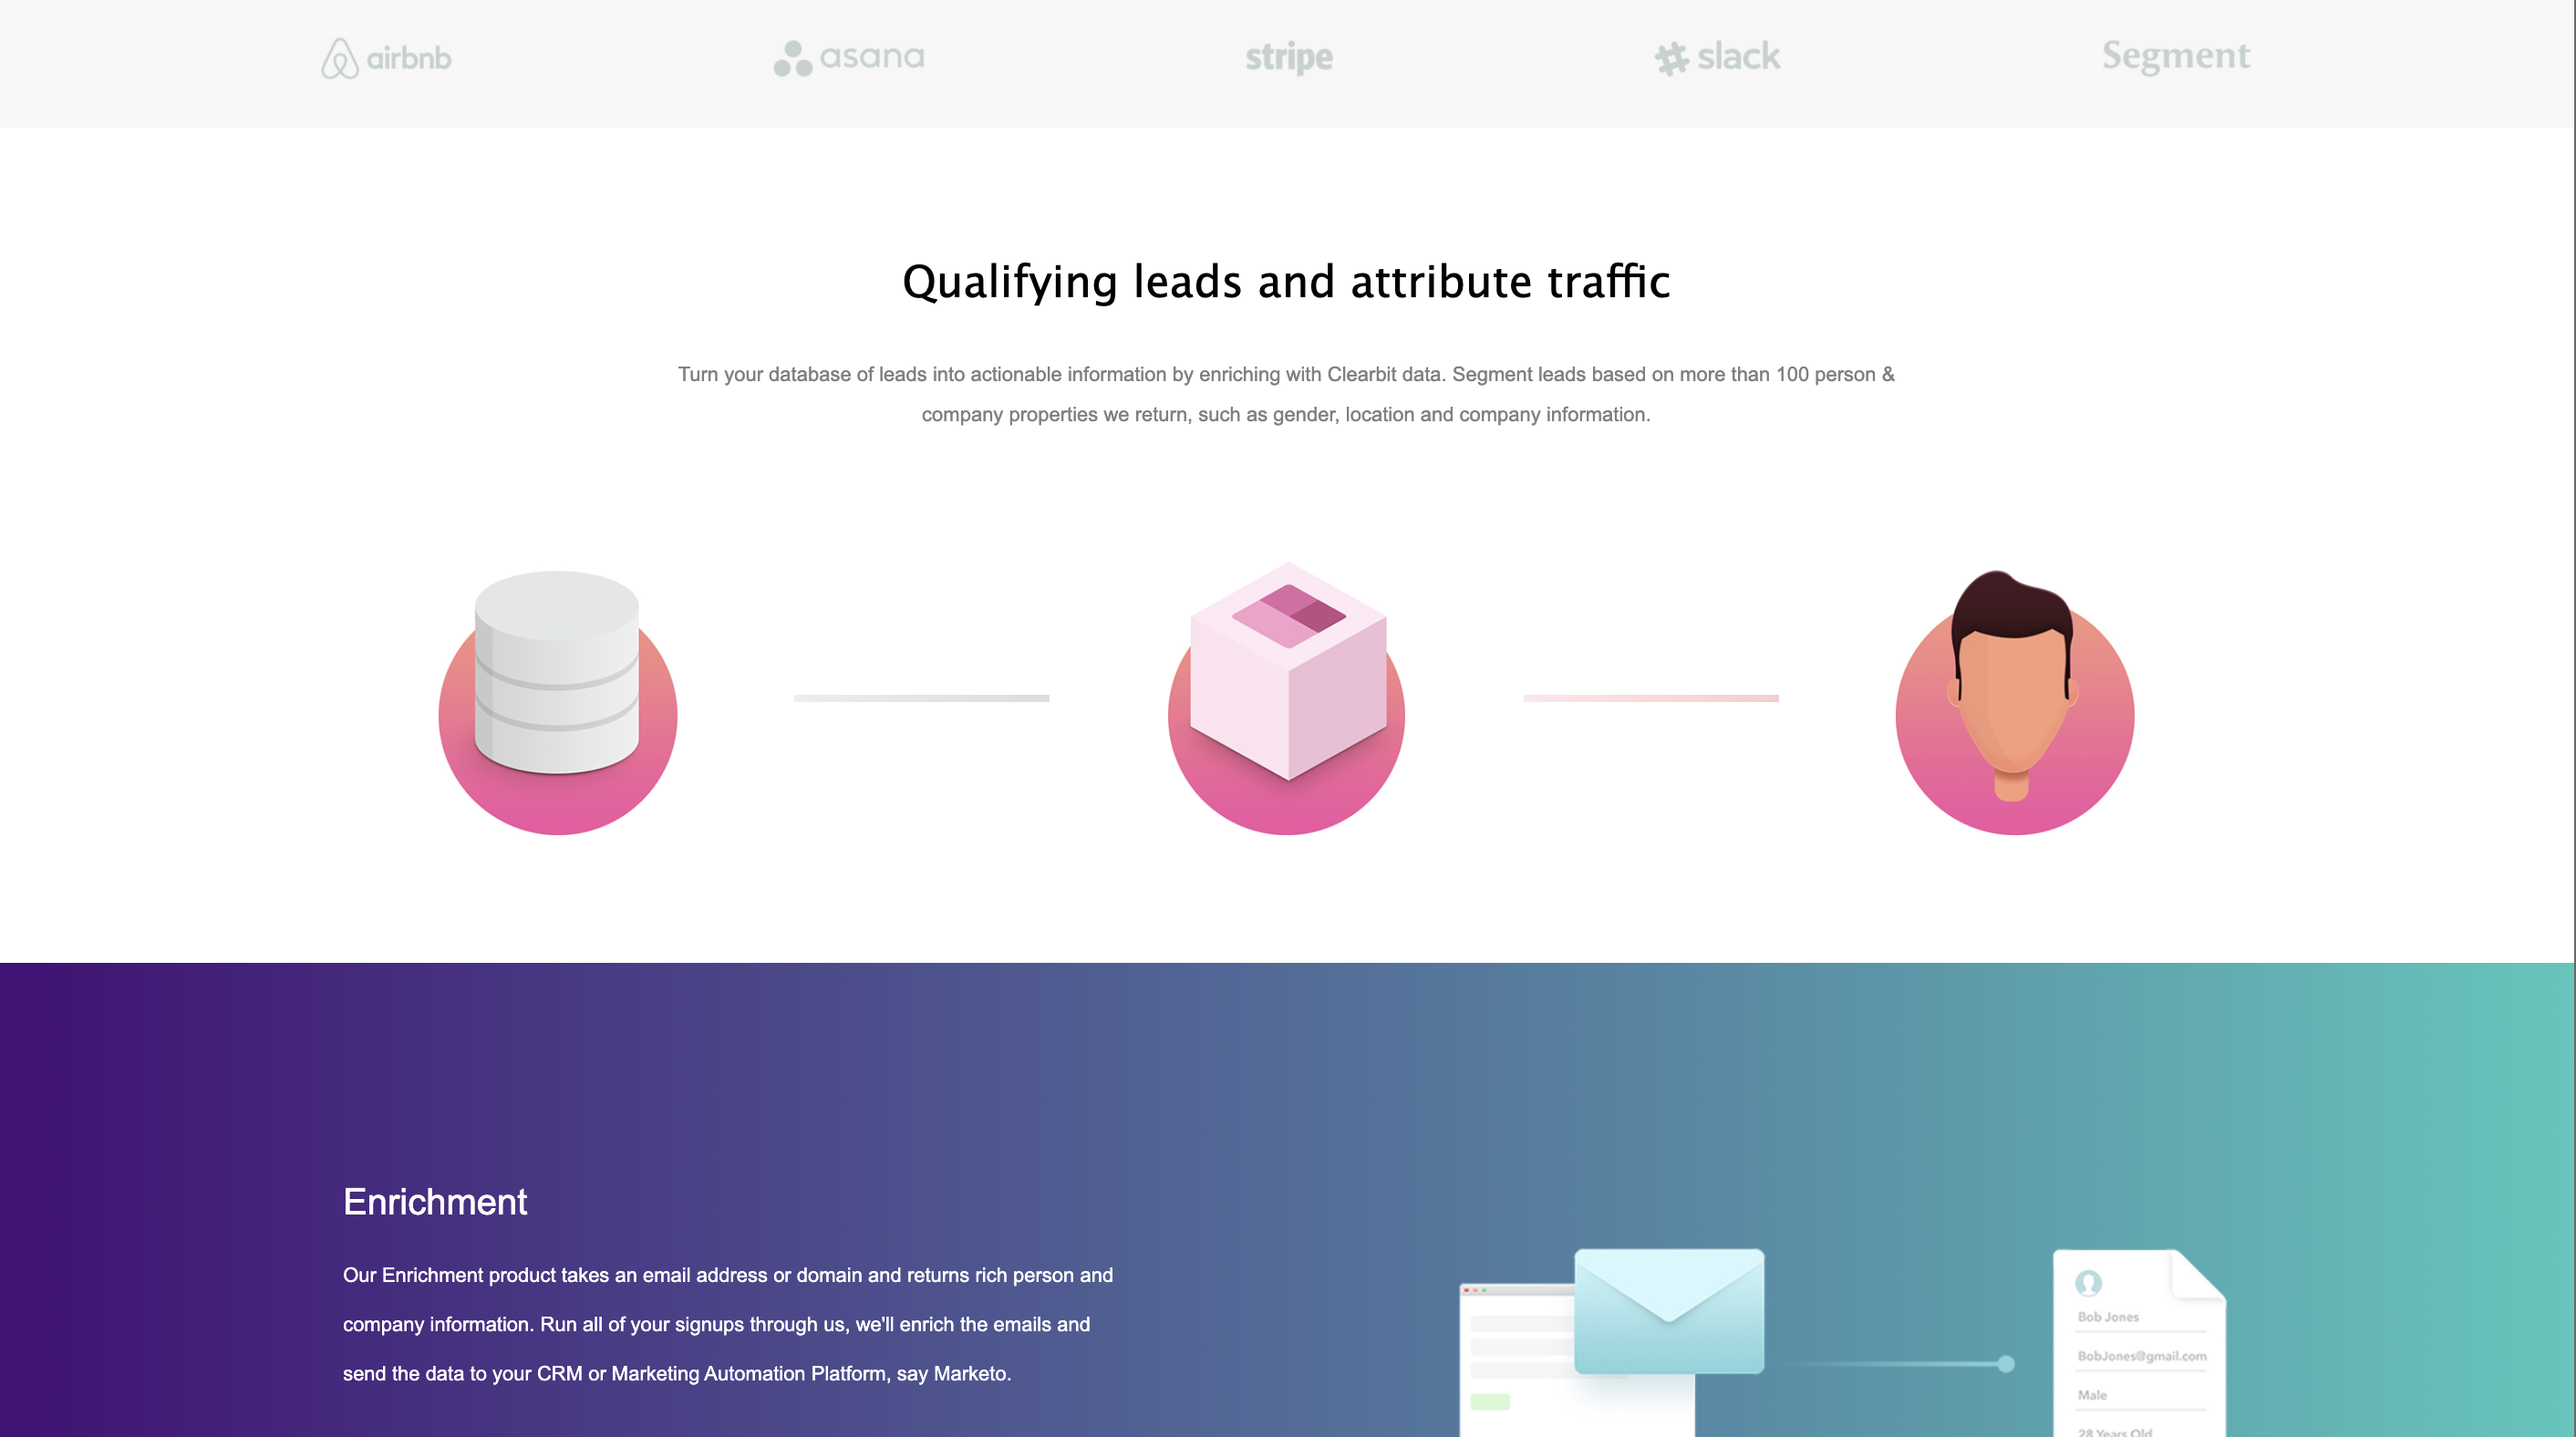 airbnb
asana
stripe
slack
Segment
Qualifying leads and attribute traffic
Turn your database of leads into actionable information by enriching with Clearbit data. Segment leads based on more than 100 person &
company properties we return, such as gender, location and company information.
Enrichment
Our Enrichment product takes an email address or domain and returns rich person and
company information. Run all of your signups through us, we'll enrich the emails and
send the data to your CRM or Marketing Automation Platform, say Marketo.
Bob Jones
BobJones@gmail.com
Male
28 Years Old